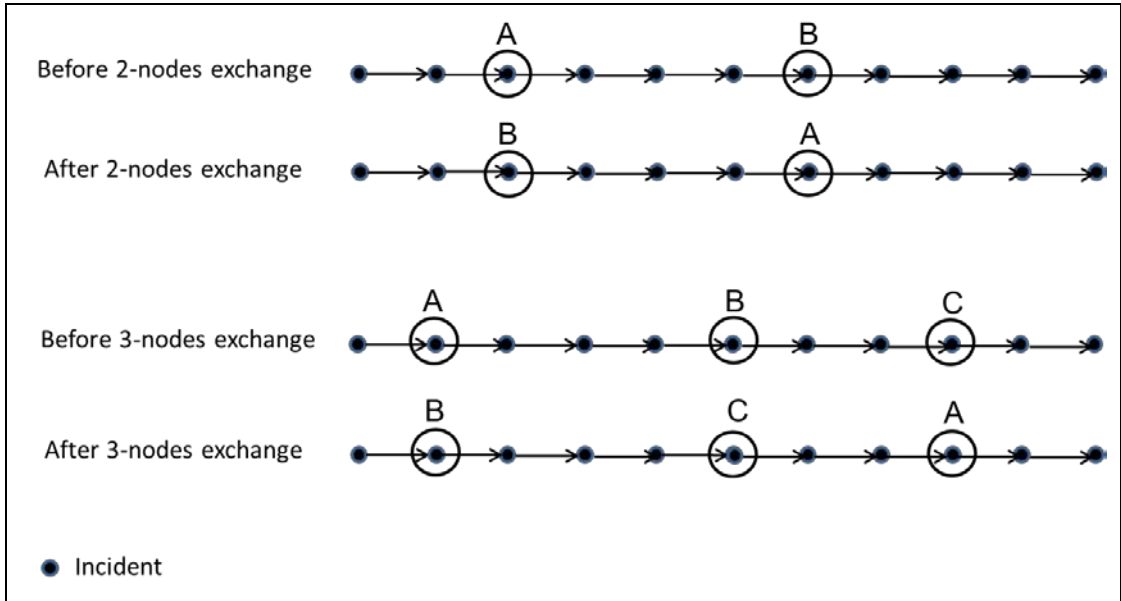 A B
Before 2-nodes exchange
B A
After 2-nodes exchange
A B C
Before 3-nodes exchange
B C A
After 3-nodes exchange
Incident